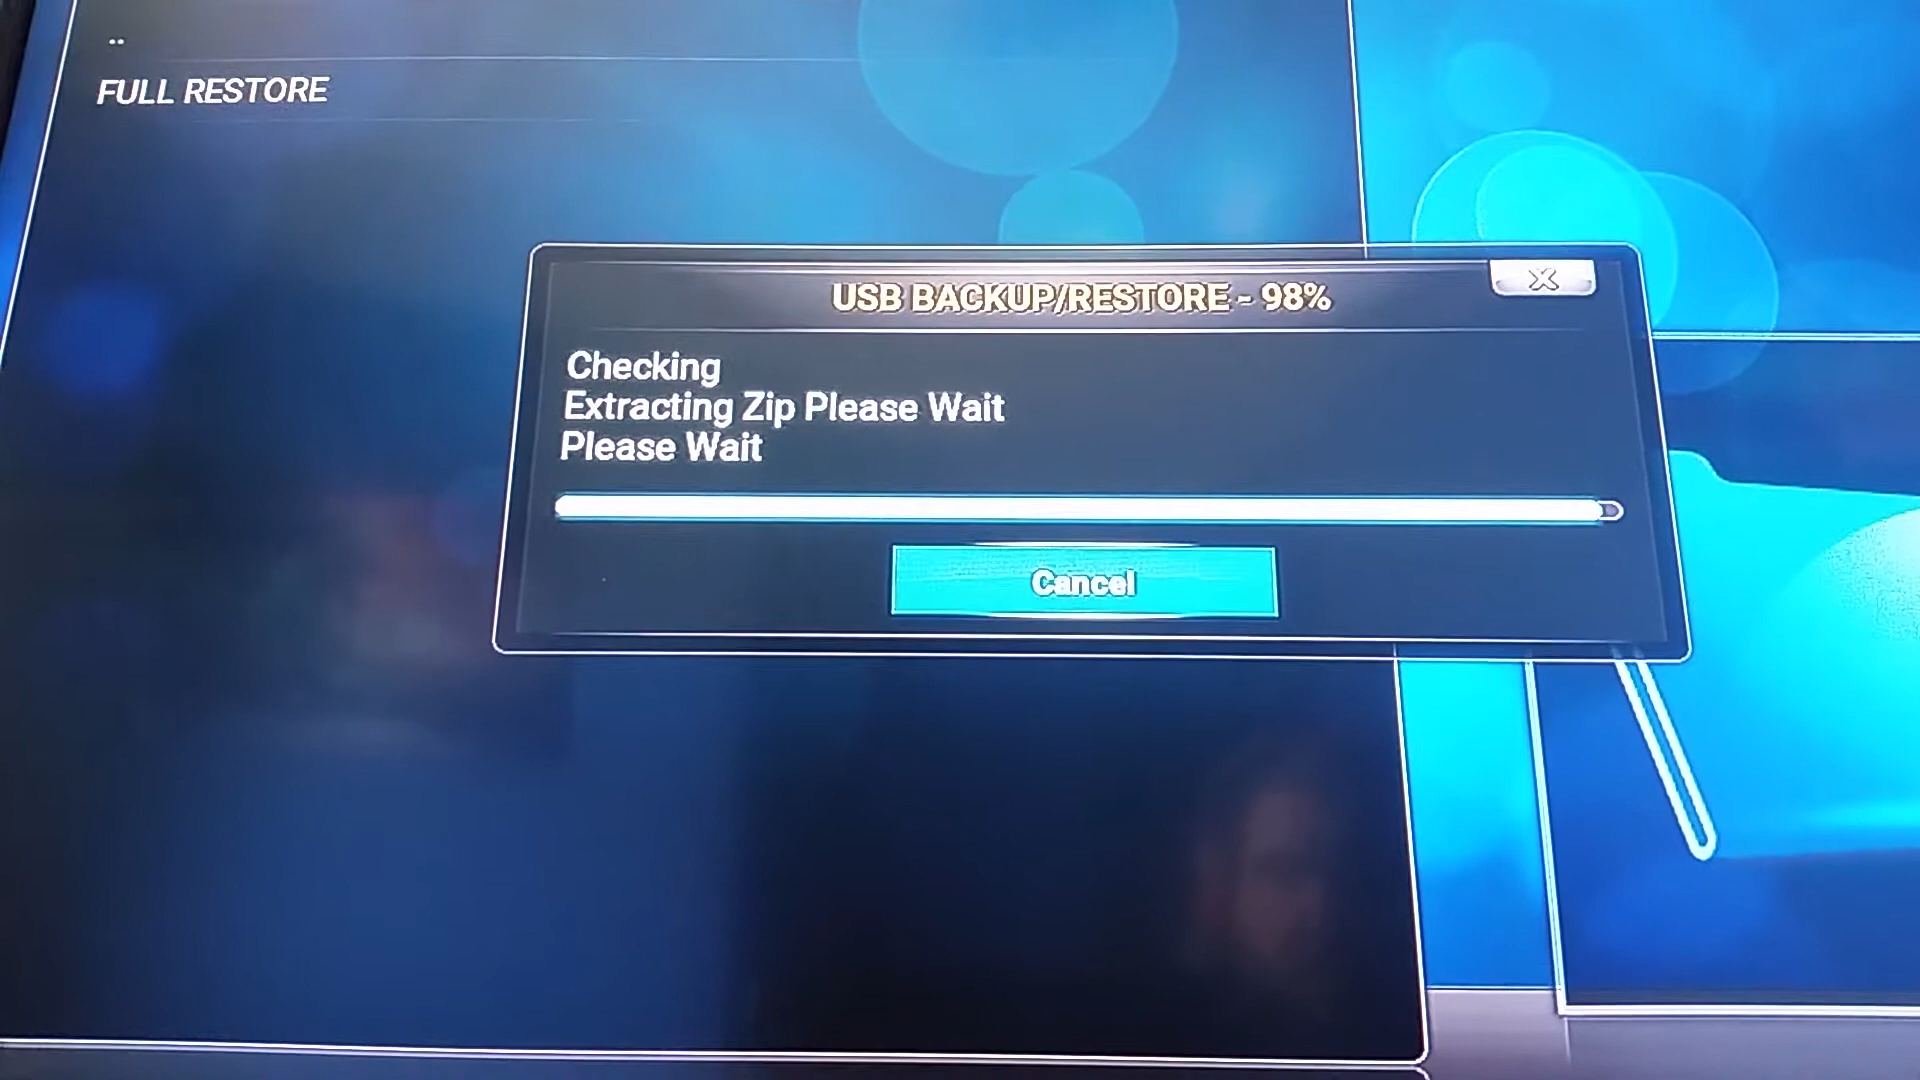 ..
FULL RESTORE
USB BACKUP/RESTORE - 98%
X
Checking
Extracting Zip Please Wait
Please Wait
Cancel